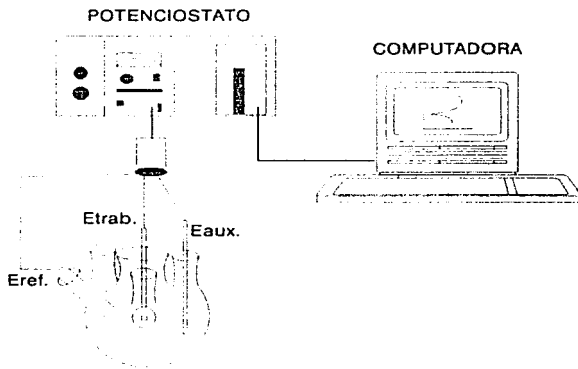 POTENCIOSTATO
COMPUTADORA
Etrab.
Eaux.
Eref.